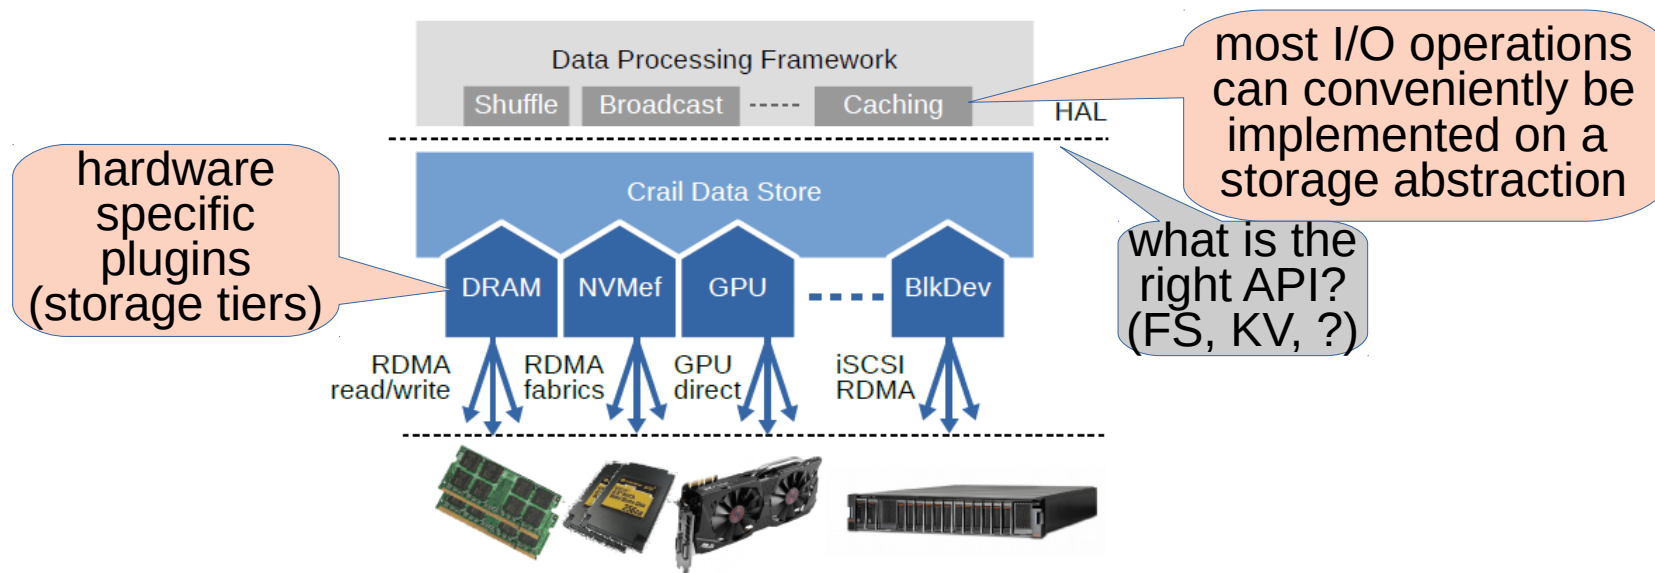 Data Processing Framework
Shuffle
Broadcast
Caching
HAL
most I/O operations
can conveniently be
implemented on a
storage abstraction
hardware
specific
plugins
(storage tiers)
Crail Data Store
what is the
right API?
(FS, KV, ?)
DRAM
NVMef
GPU
BlkDev
RDMA
read/write
RDMA
fabrics
GPU
direct
iSCSI
RDMA